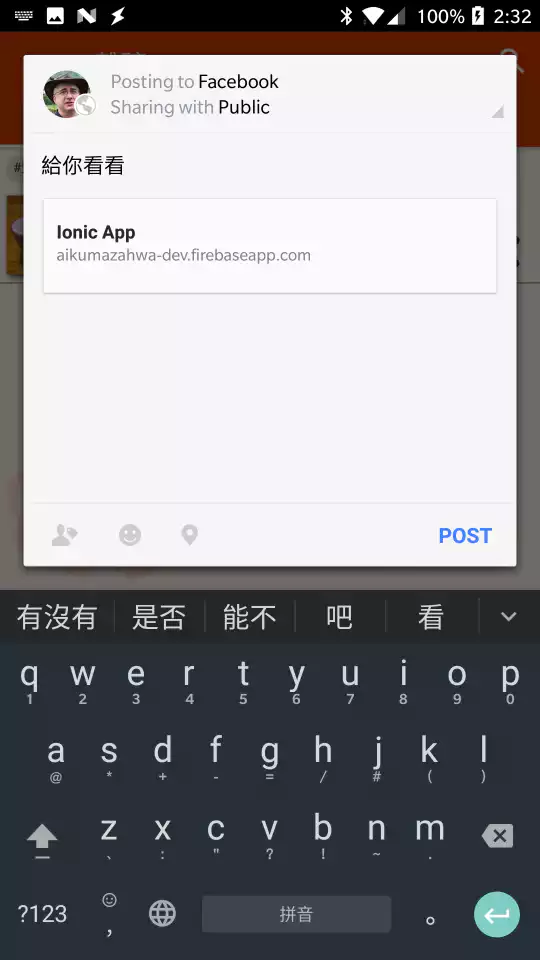 100% 2:32
Posting to Facebook
Sharing with Public
給你看看
Ionic App
aikumazahwa-dev.firebaseapp.com
POST
有沒有 是否 能不 吧 看
q w e r t y u i o p
1 2 3 4 5 6 7 8 9 0
a s d f g h j k l
@ * + - = / # ( )
z x c v b n m
、 : " ? ! ~ .
?123 , 拼音 。